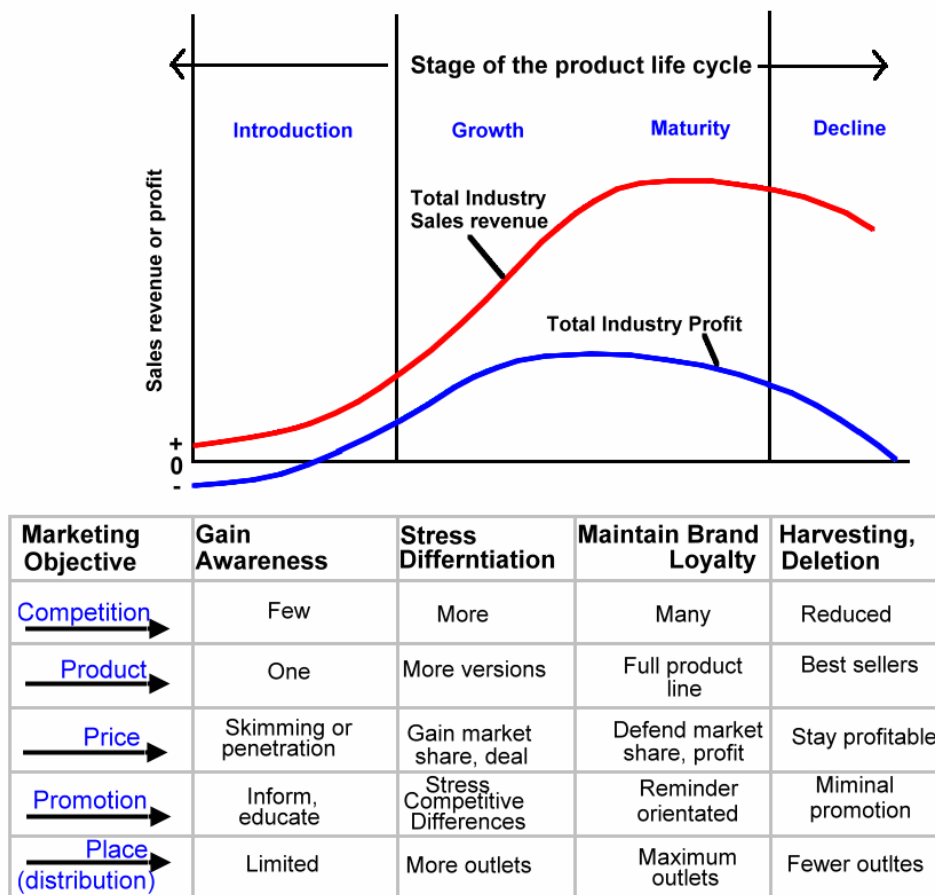 Stage of the product life cycle
Introduction
Growth
Maturity
Decline
Sales revenue or profit
Total Industry
Sales revenue
Total Industry Profit
+
0
-
Marketing
Objective
Gain
Awareness
Stress
Differntiation
Maintain Brand
Loyalty
Harvesting,
Deletion
Competition
Few
More
Many
Reduced
Product
One
More versions
Full product
line
Best sellers
Price
Skimming or
penetration
Gain market
share, deal
Defend market
share, profit
Stay profitable
Promotion
Inform,
educate
Stress
Competitive
Differences
Reminder
orientated
Miminal
promotion
Place
(distribution)
Limited
More outlets
Maximum
outlets
Fewer outltes